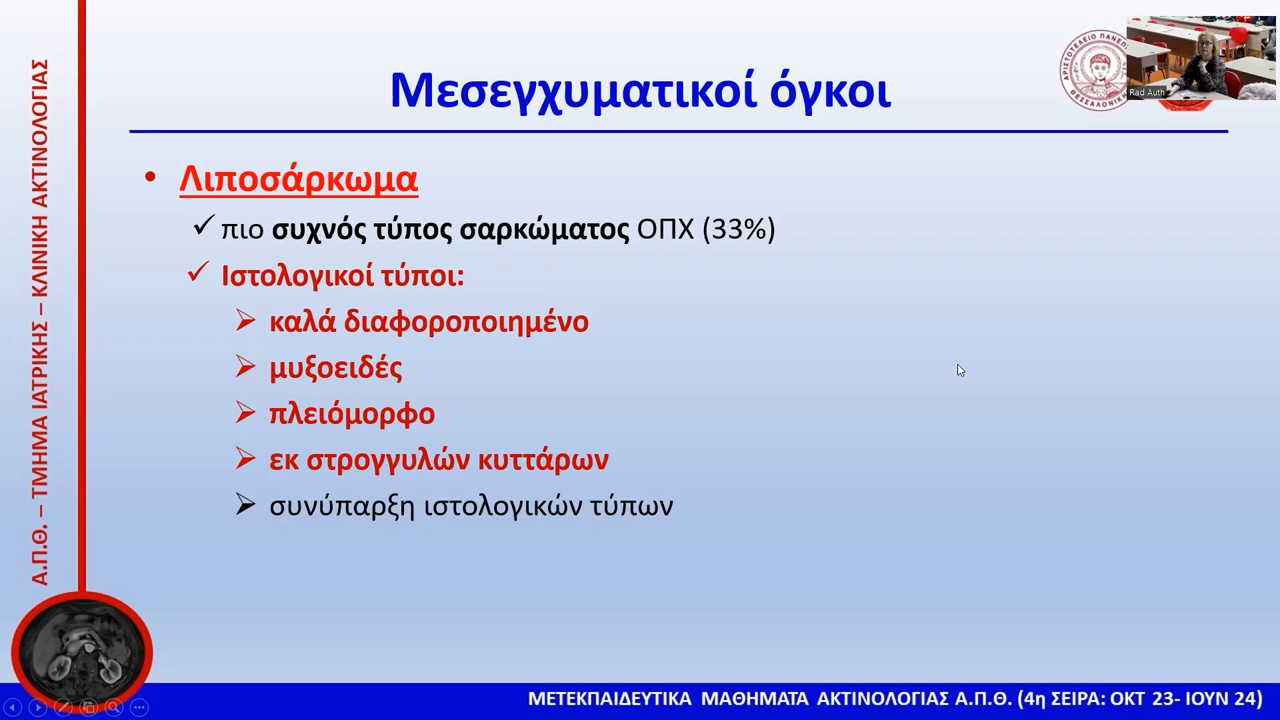 Μεσεγχυματικοί όγκοι
Rad Auth
• Λιποσάρκωμα
✓ πιο συχνός τύπος σαρκώματος ΟΠΧ (33%)
✓ Ιστολογικοί τύποι:
➢ καλά διαφοροποιημένο
➢ μυξοειδές
➢ πλειόμορφο
➢ εκ στρογγυλών κυττάρων
➢ συνύπαρξη ιστολογικών τύπων
Α.Π.Θ. – ΤΜΗΜΑ ΙΑΤΡΙΚΗΣ – ΚΛΙΝΙΚΗ ΑΚΤΙΝΟΛΟΓΙΑΣ
ΜΕΤΕΚΠΑΙΔΕΥΤΙΚΑ ΜΑΘΗΜΑΤΑ ΑΚΤΙΝΟΛΟΓΙΑΣ Α.Π.Θ. (4η ΣΕΙΡΑ: ΟΚΤ 23- ΙΟΥΝ 24)